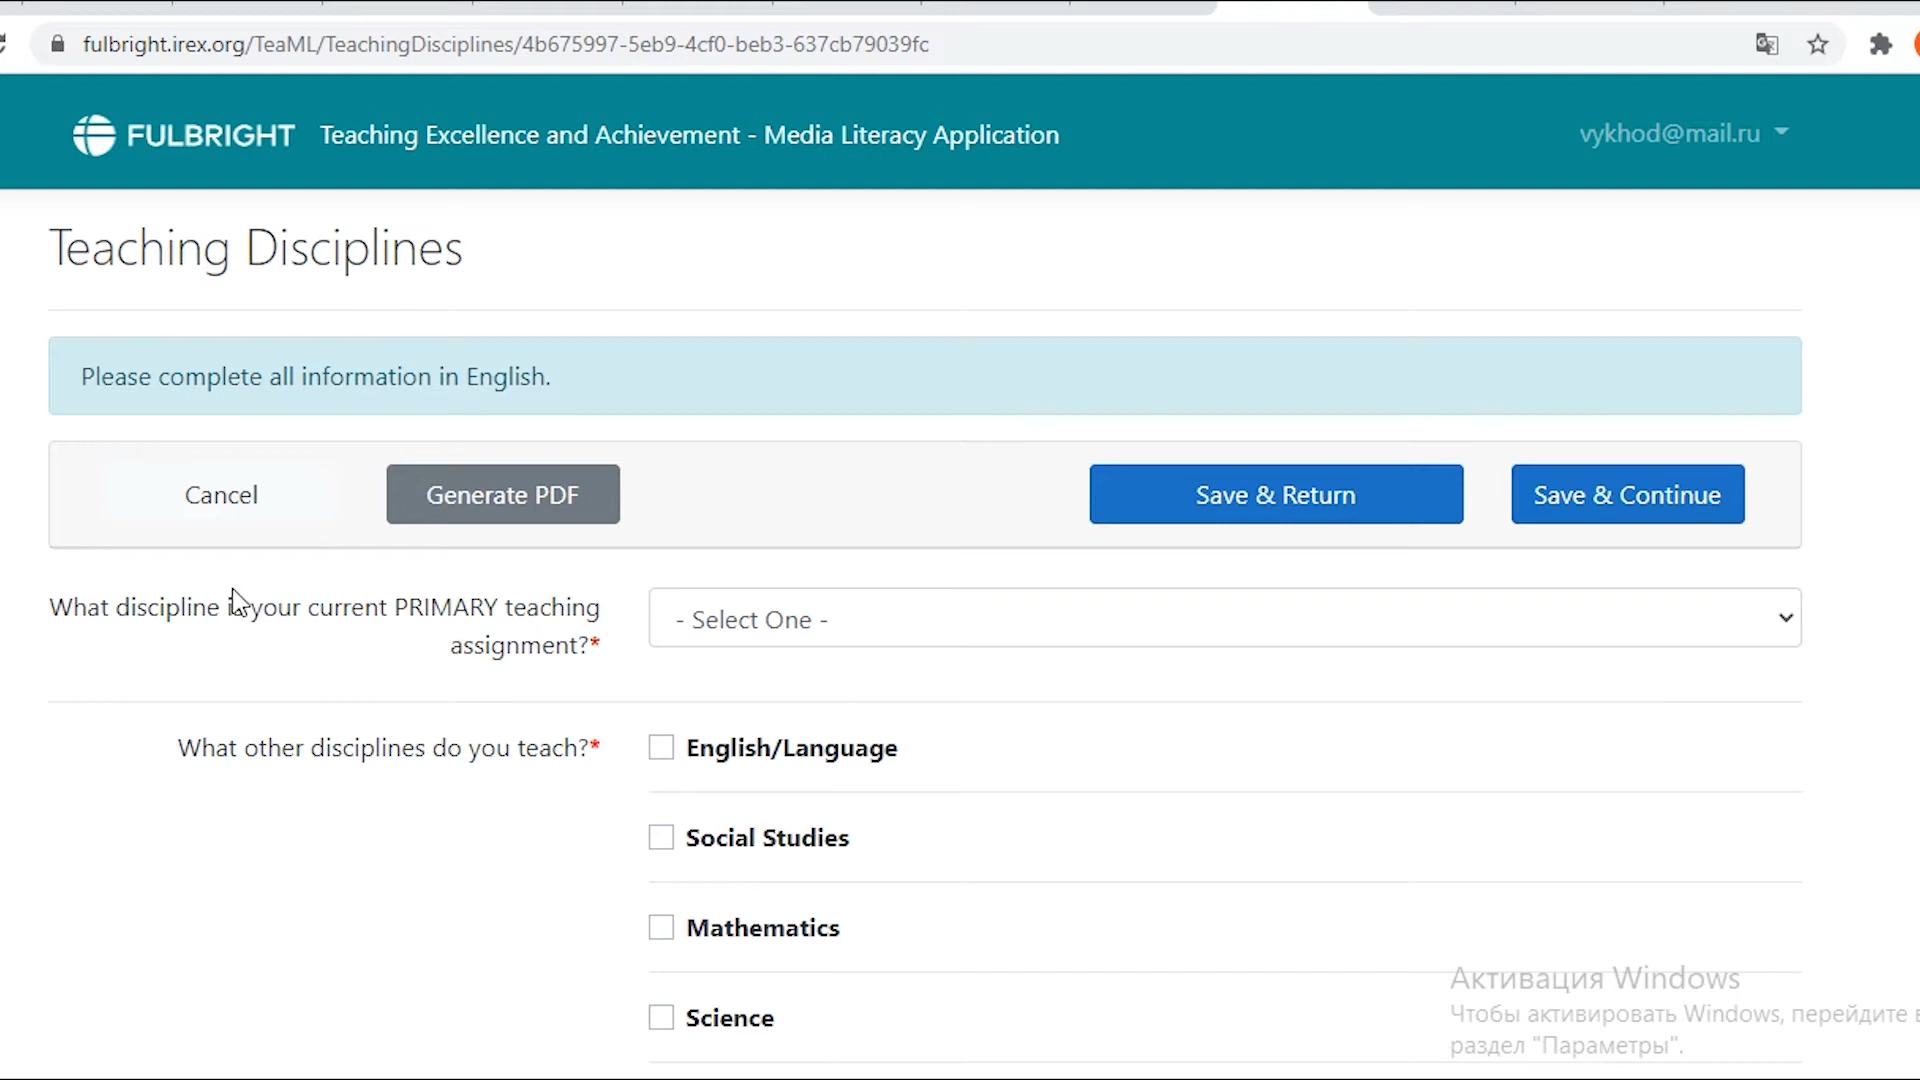 fulbright.irex.org/TeaML/TeachingDisciplines/4b675997-5eb9-4cf0-beb3-637cb79039fc
FULBRIGHT Teaching Excellence and Achievement - Media Literacy Application
vykhod@mail.ru
Teaching Disciplines
Please complete all information in English.
Cancel
Generate PDF
Save & Return
Save & Continue
What discipline your current PRIMARY teaching
assignment?*
- Select One -
What other disciplines do you teach?*
English/Language
Social Studies
Mathematics
Science
Активация Windows
Чтобы активировать Windows, перейдите в
раздел "Параметры".